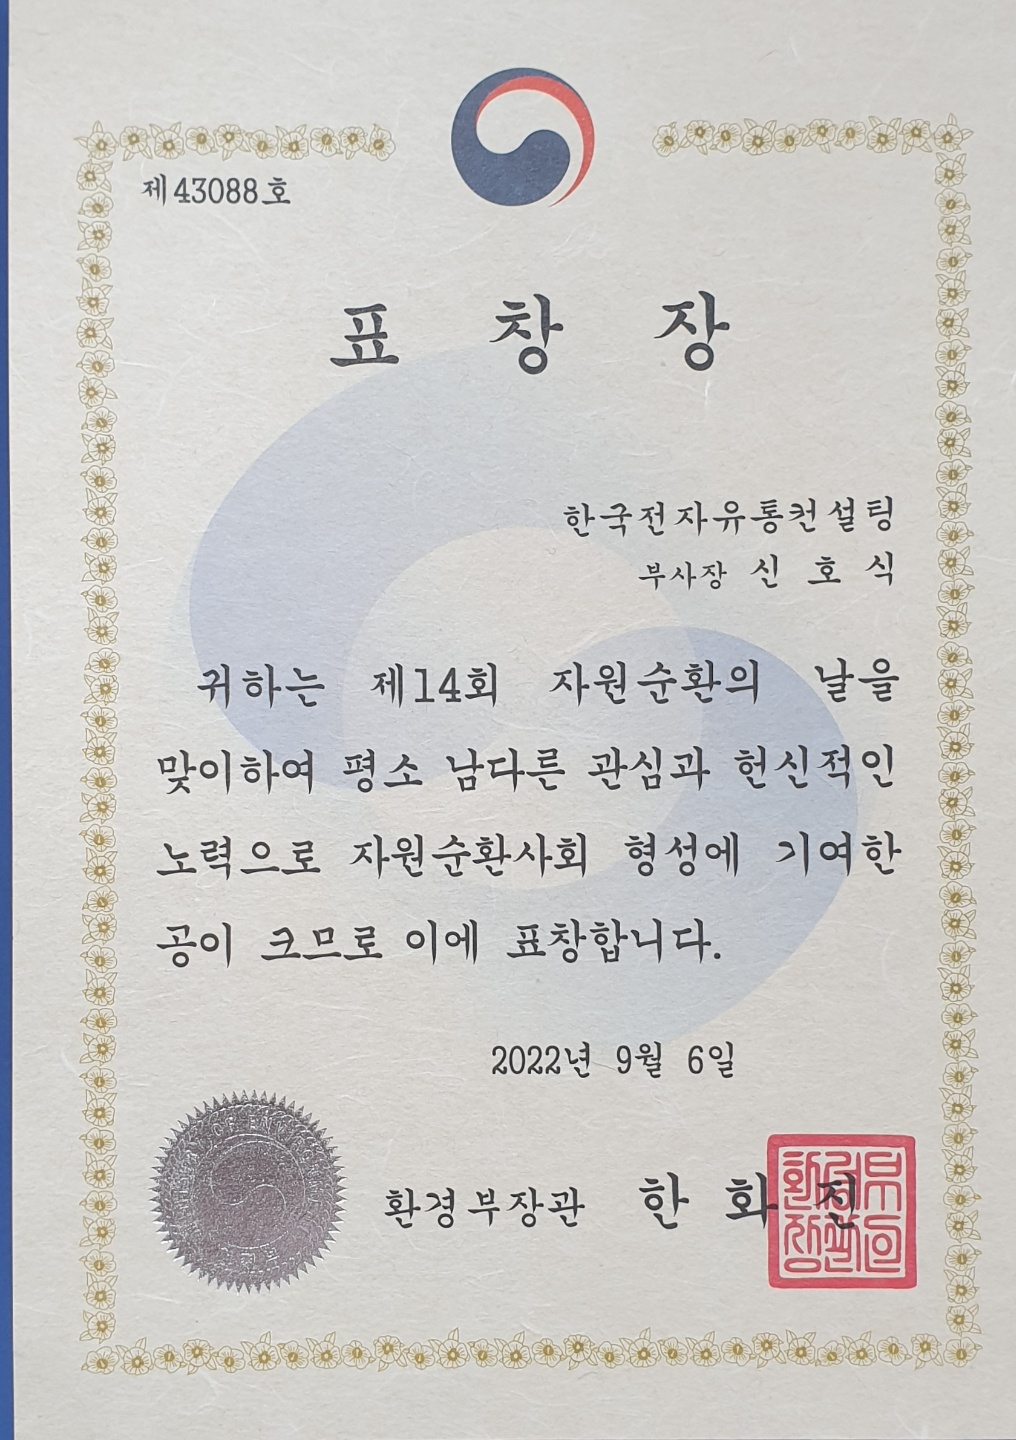 제43088호
표 창 장
한국전자유통컨설팅
부사장 신 호 식
귀하는 제14회 자원순환의 날을
맞이하여 평소 남다른 관심과 헌신적인
노력으로 자원순환사회 형성에 기여한
공이 크므로 이에 표창합니다.
2022년 9월 6일
환경부장관 한 화 진